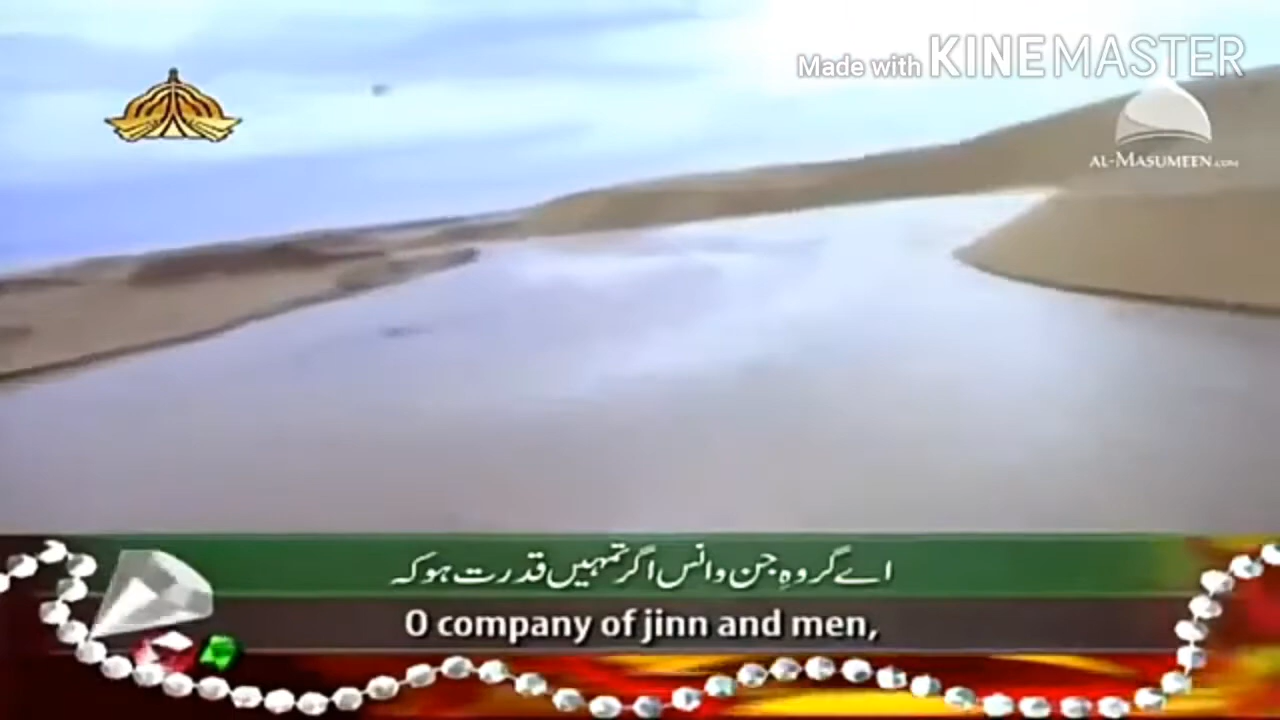 Made with KINEMASTER
AL-MASUMEEN.COM
اے گروہِ جن وانس اگر تمہیں قدرت ہو کہ
O company of jinn and men,